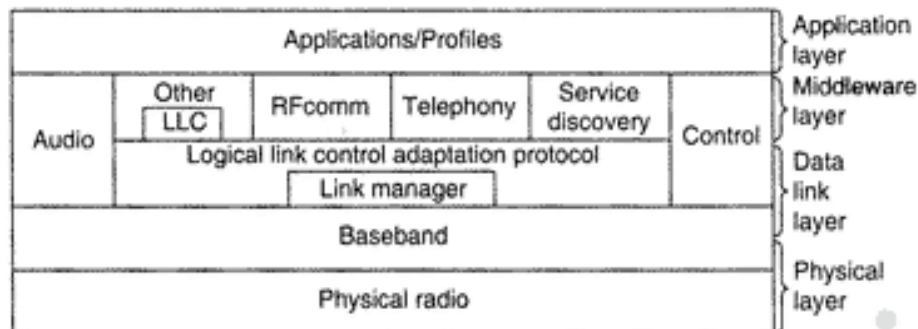 Applications/Profiles
Application
layer
Audio
Other
LLC
RFcomm
Telephony
Service
discovery
Control
Middleware
layer
Logical link control adaptation protocol
Link manager
Data
link
layer
Baseband
Physical radio
Physical
layer